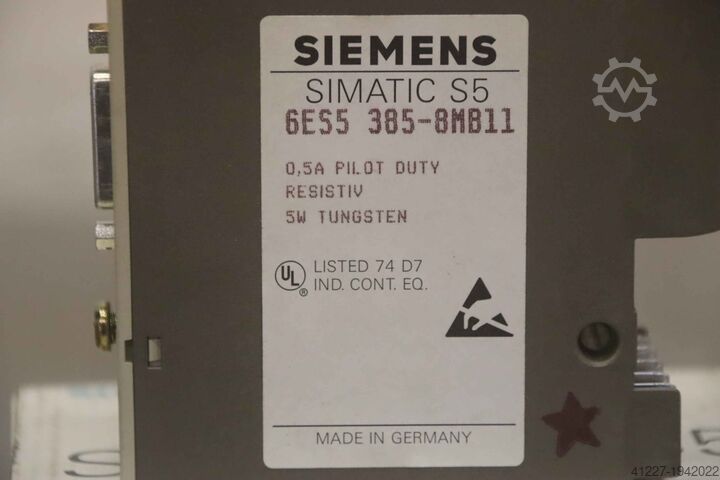 SIEMENS
SIMATIC S5
6ES5 385-8MB11
0,5A PILOT DUTY
RESISTIV
5W TUNGSTEN
UL
®
LISTED 74 D7
IND. CONT. EQ.
MADE IN GERMANY
41227-1942022